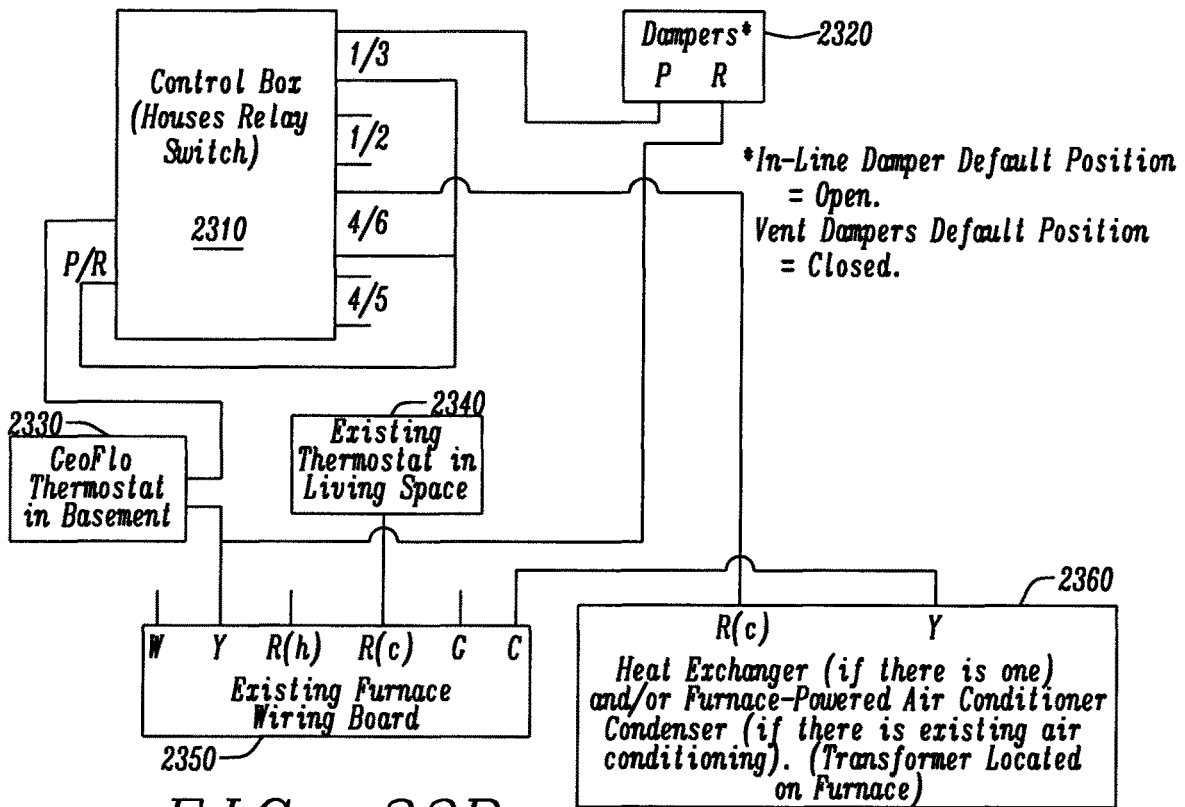 Control Box
(Houses Relay
Switch)
2310
P/R
1/3
1/2
4/6
4/5
Dampers*
P R
2320
*In-Line Damper Default Position
= Open.
Vent Dampers Default Position
= Closed.
2330
GeoFlo
Thermostat
in Basement
2340
Existing
Thermostat in
Living Space
W Y R(h) R(c) G C
Existing Furnace
Wiring Board
2350
2360
R(c) Y
Heat Exchanger (if there is one)
and/or Furnace-Powered Air Conditioner
Condenser (if there is existing air
conditioning). (Transformer Located
on Furnace)